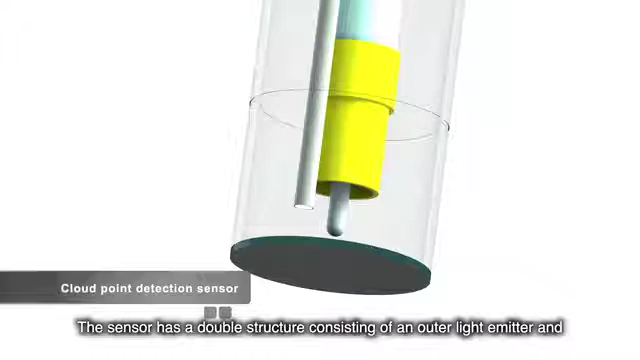 Cloud point detection sensor
The sensor has a double structure consisting of an outer light emitter and